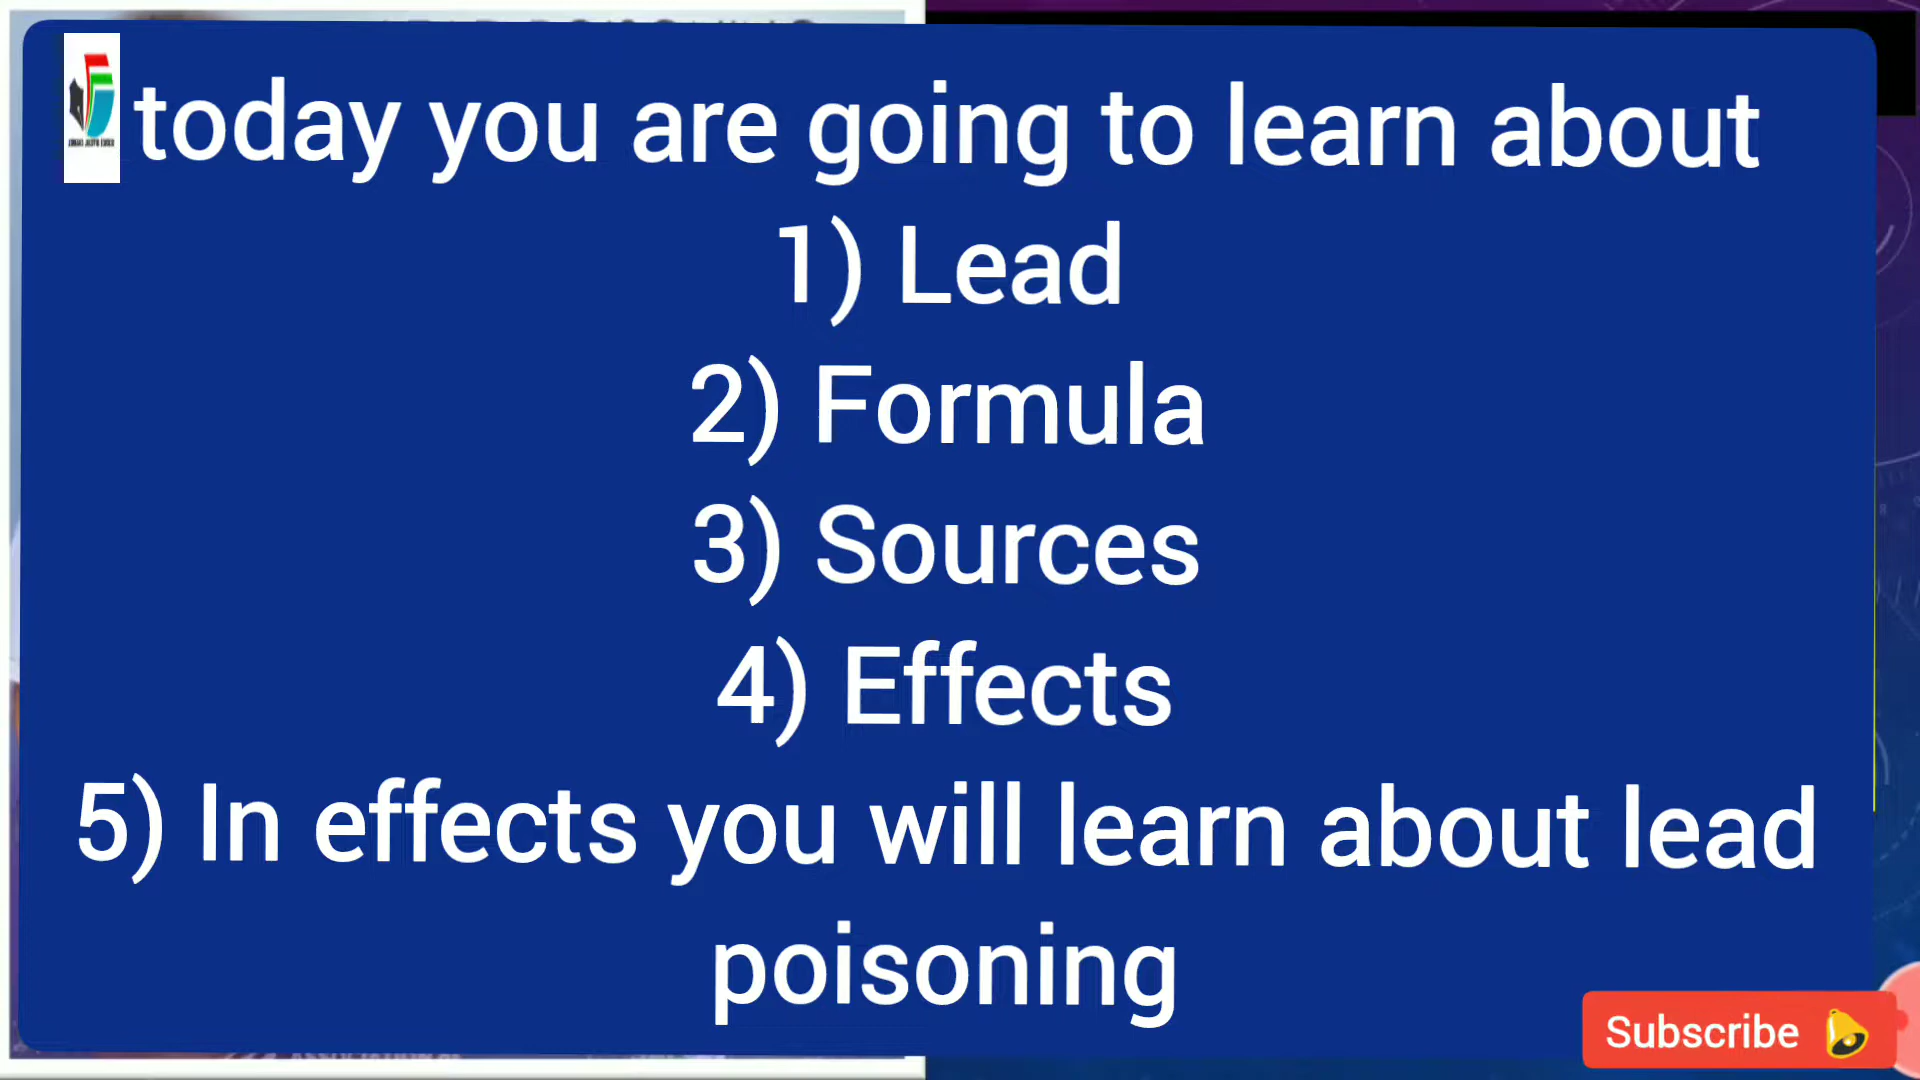 today you are going to learn about
1) Lead
2) Formula
3) Sources
4) Effects
5) In effects you will learn about lead
poisoning
Subscribe